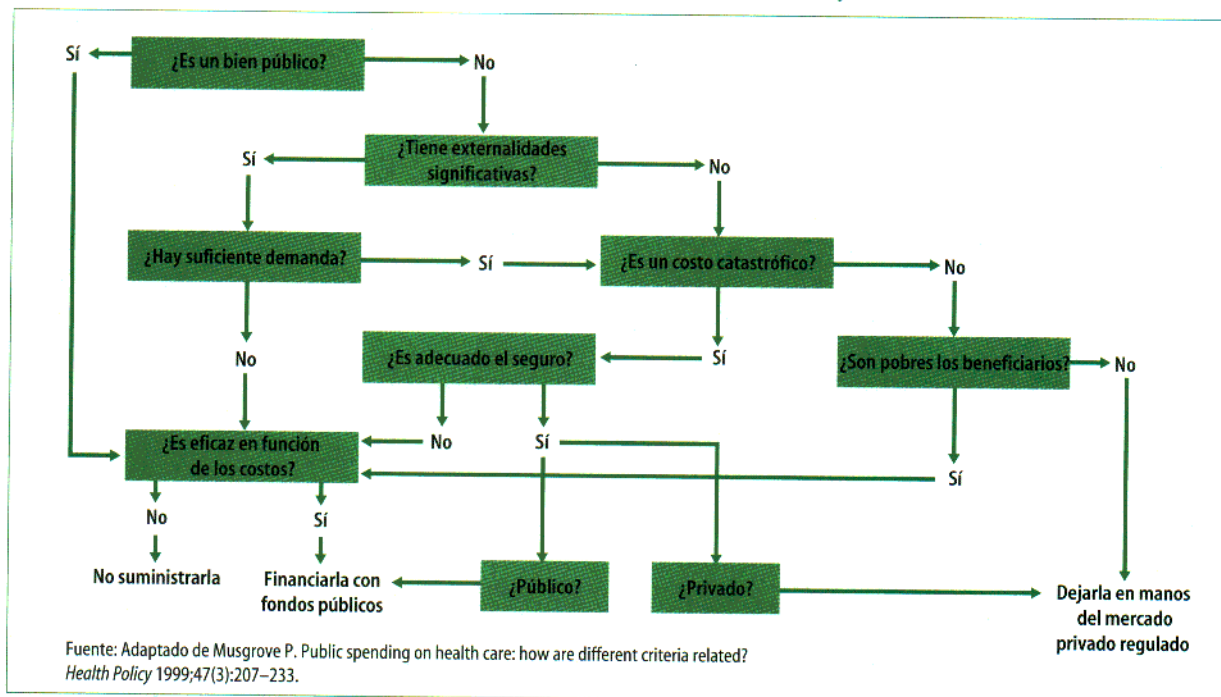 ¿Es un bien público?
Sí
No
¿Tiene externalidades
significativas?
Sí
No
¿Hay suficiente demanda?
Sí
¿Es un costo catastrófico?
No
No
¿Es adecuado el seguro?
Sí
¿Son pobres los beneficiarios?
No
¿Es eficaz en función
de los costos?
No
Sí
Sí
No
Sí
No suministrarla
Financiarla con
fondos públicos
¿Público?
¿Privado?
Dejarla en manos
del mercado
privado regulado
Fuente: Adaptado de Musgrove P. Public spending on health care: how are different criteria related?
Health Policy 1999;47(3):207–233.